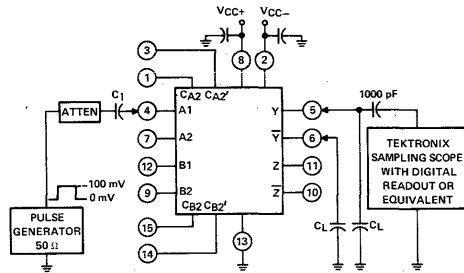 VCC+ VCC−
3 8 2
1
CA2 CA2'
1000 pF
C1
ATTEN
4 A1 Y 5
7 A2 Y̅ 6
12 B1 Z 11
9 B2 Z̅ 10
CB2 CB2'
100 mV
0 mV
PULSE
GENERATOR
50 Ω
15
14
13
CL CL
TEKTRONIX
SAMPLING SCOPE
WITH DIGITAL
READOUT OR
EQUIVALENT